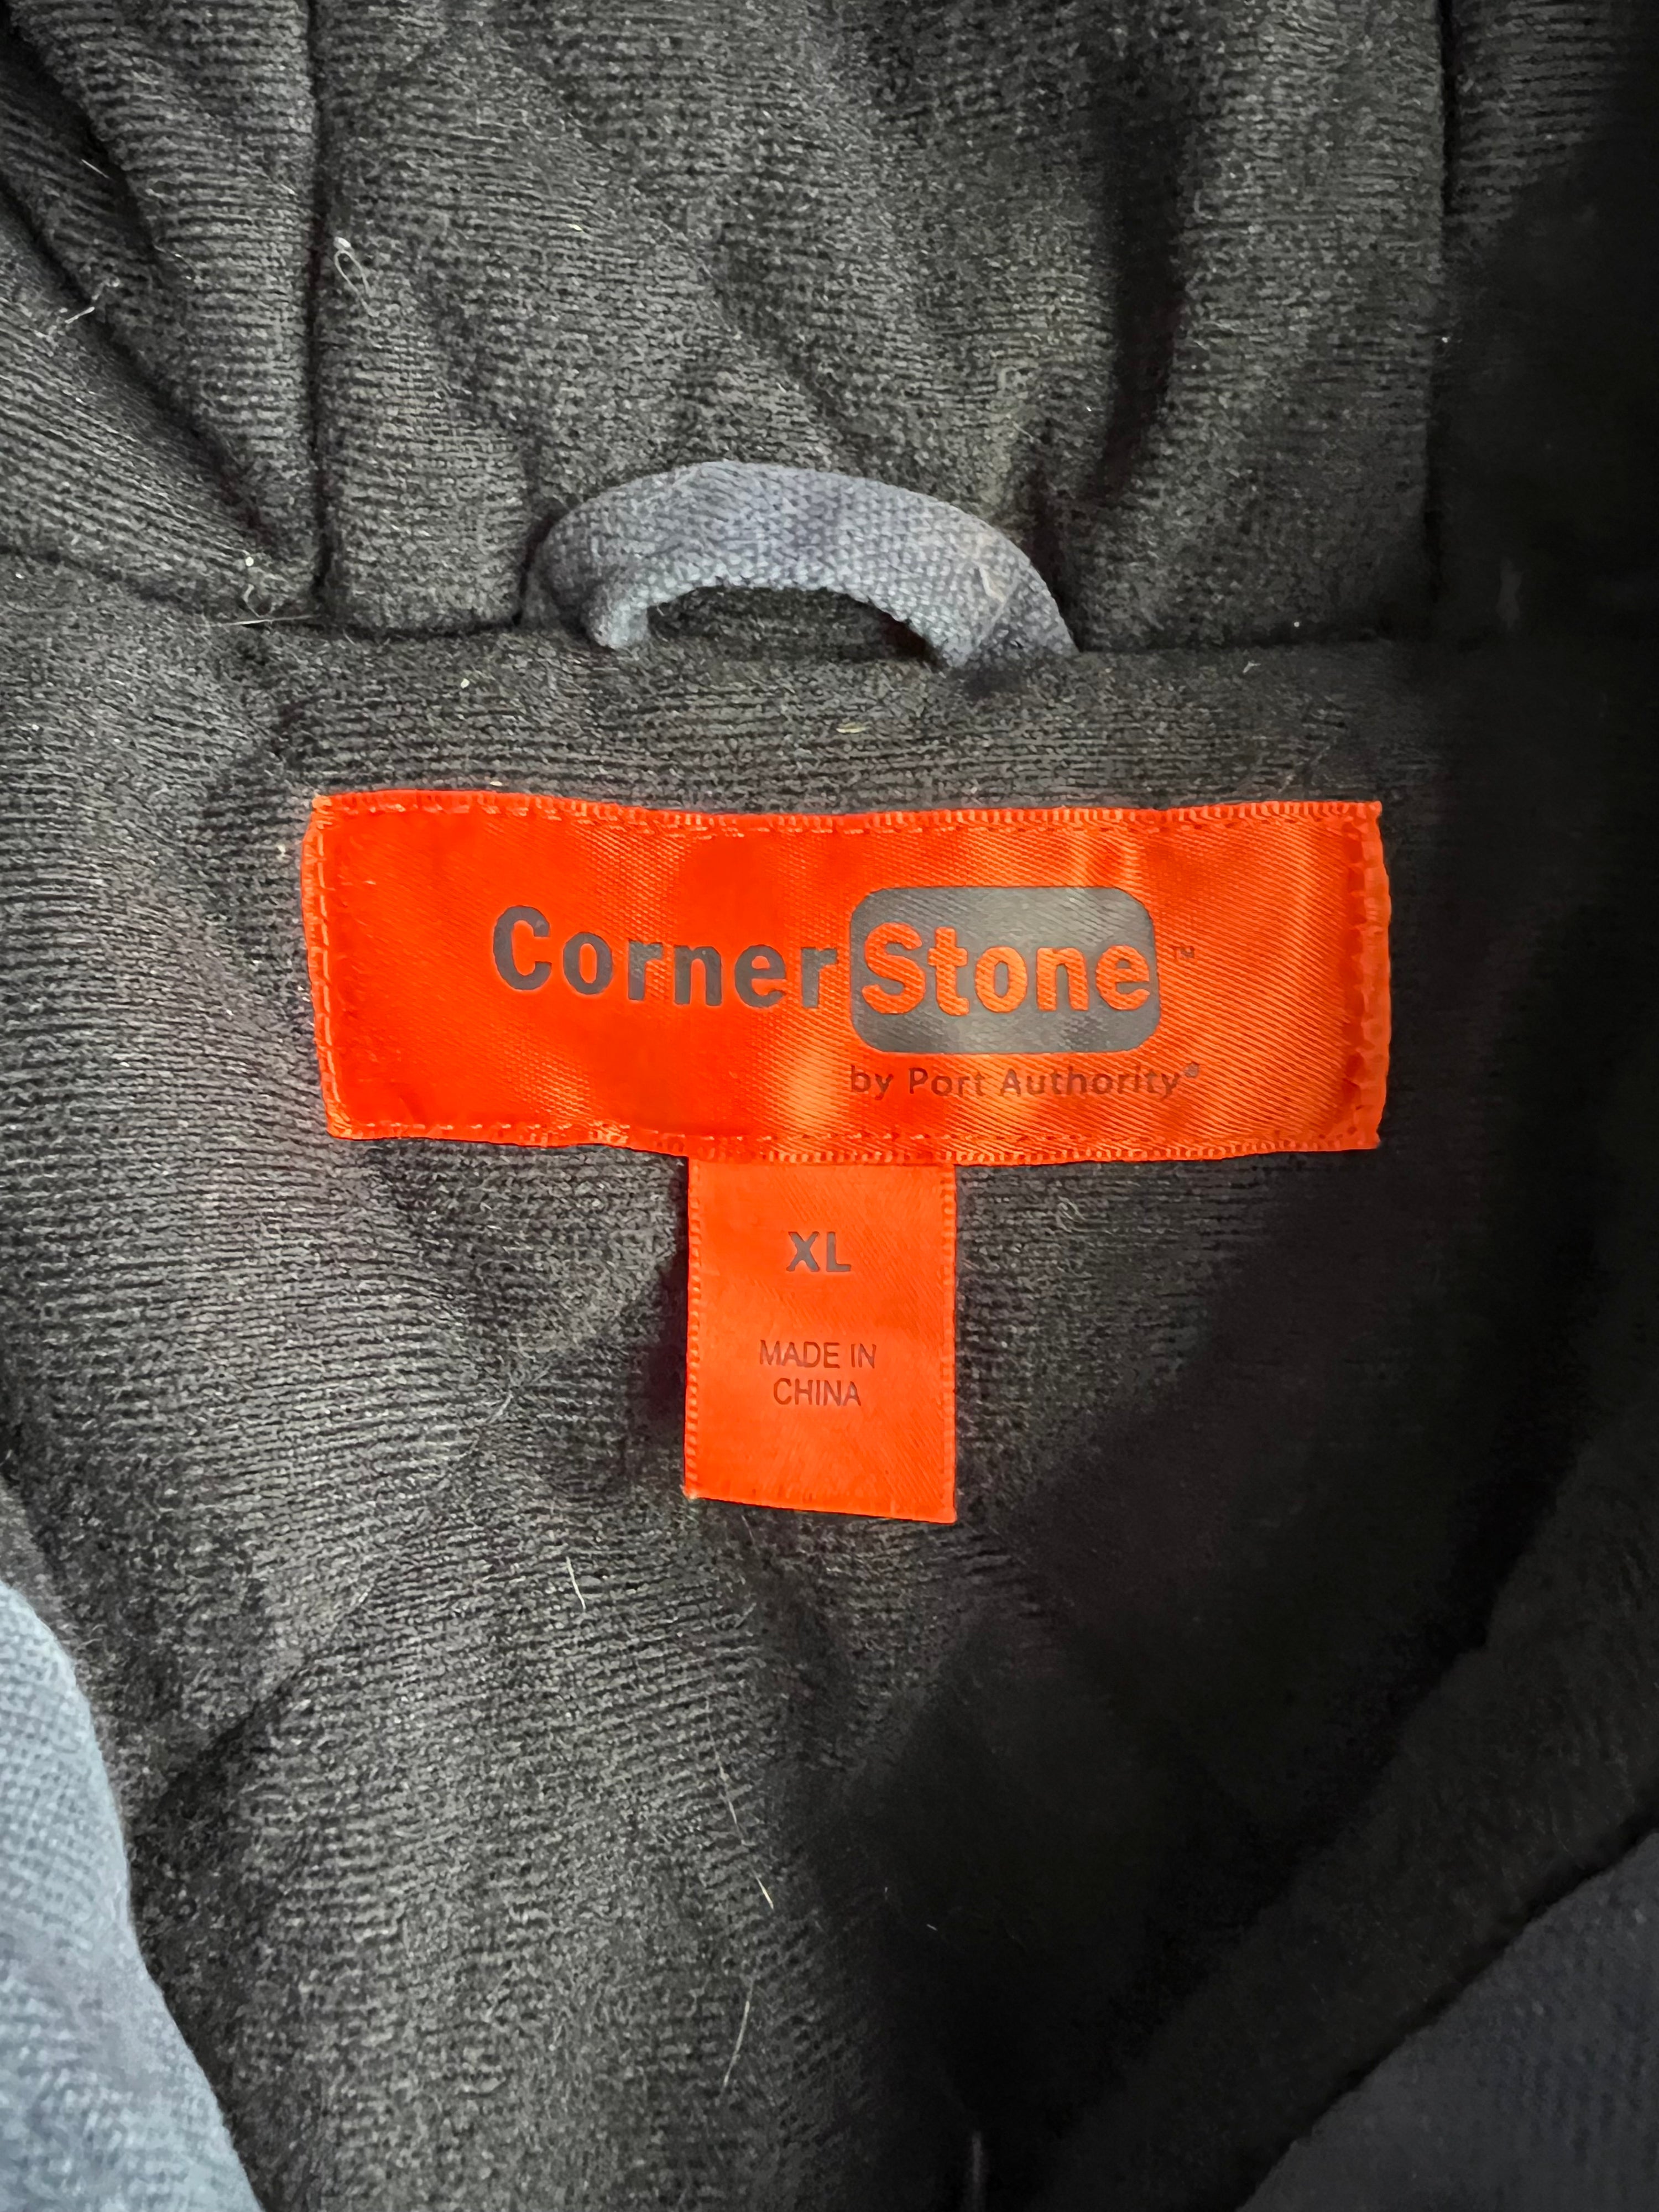 CornerStone™
by Port Authority®
XL
MADE IN
CHINA